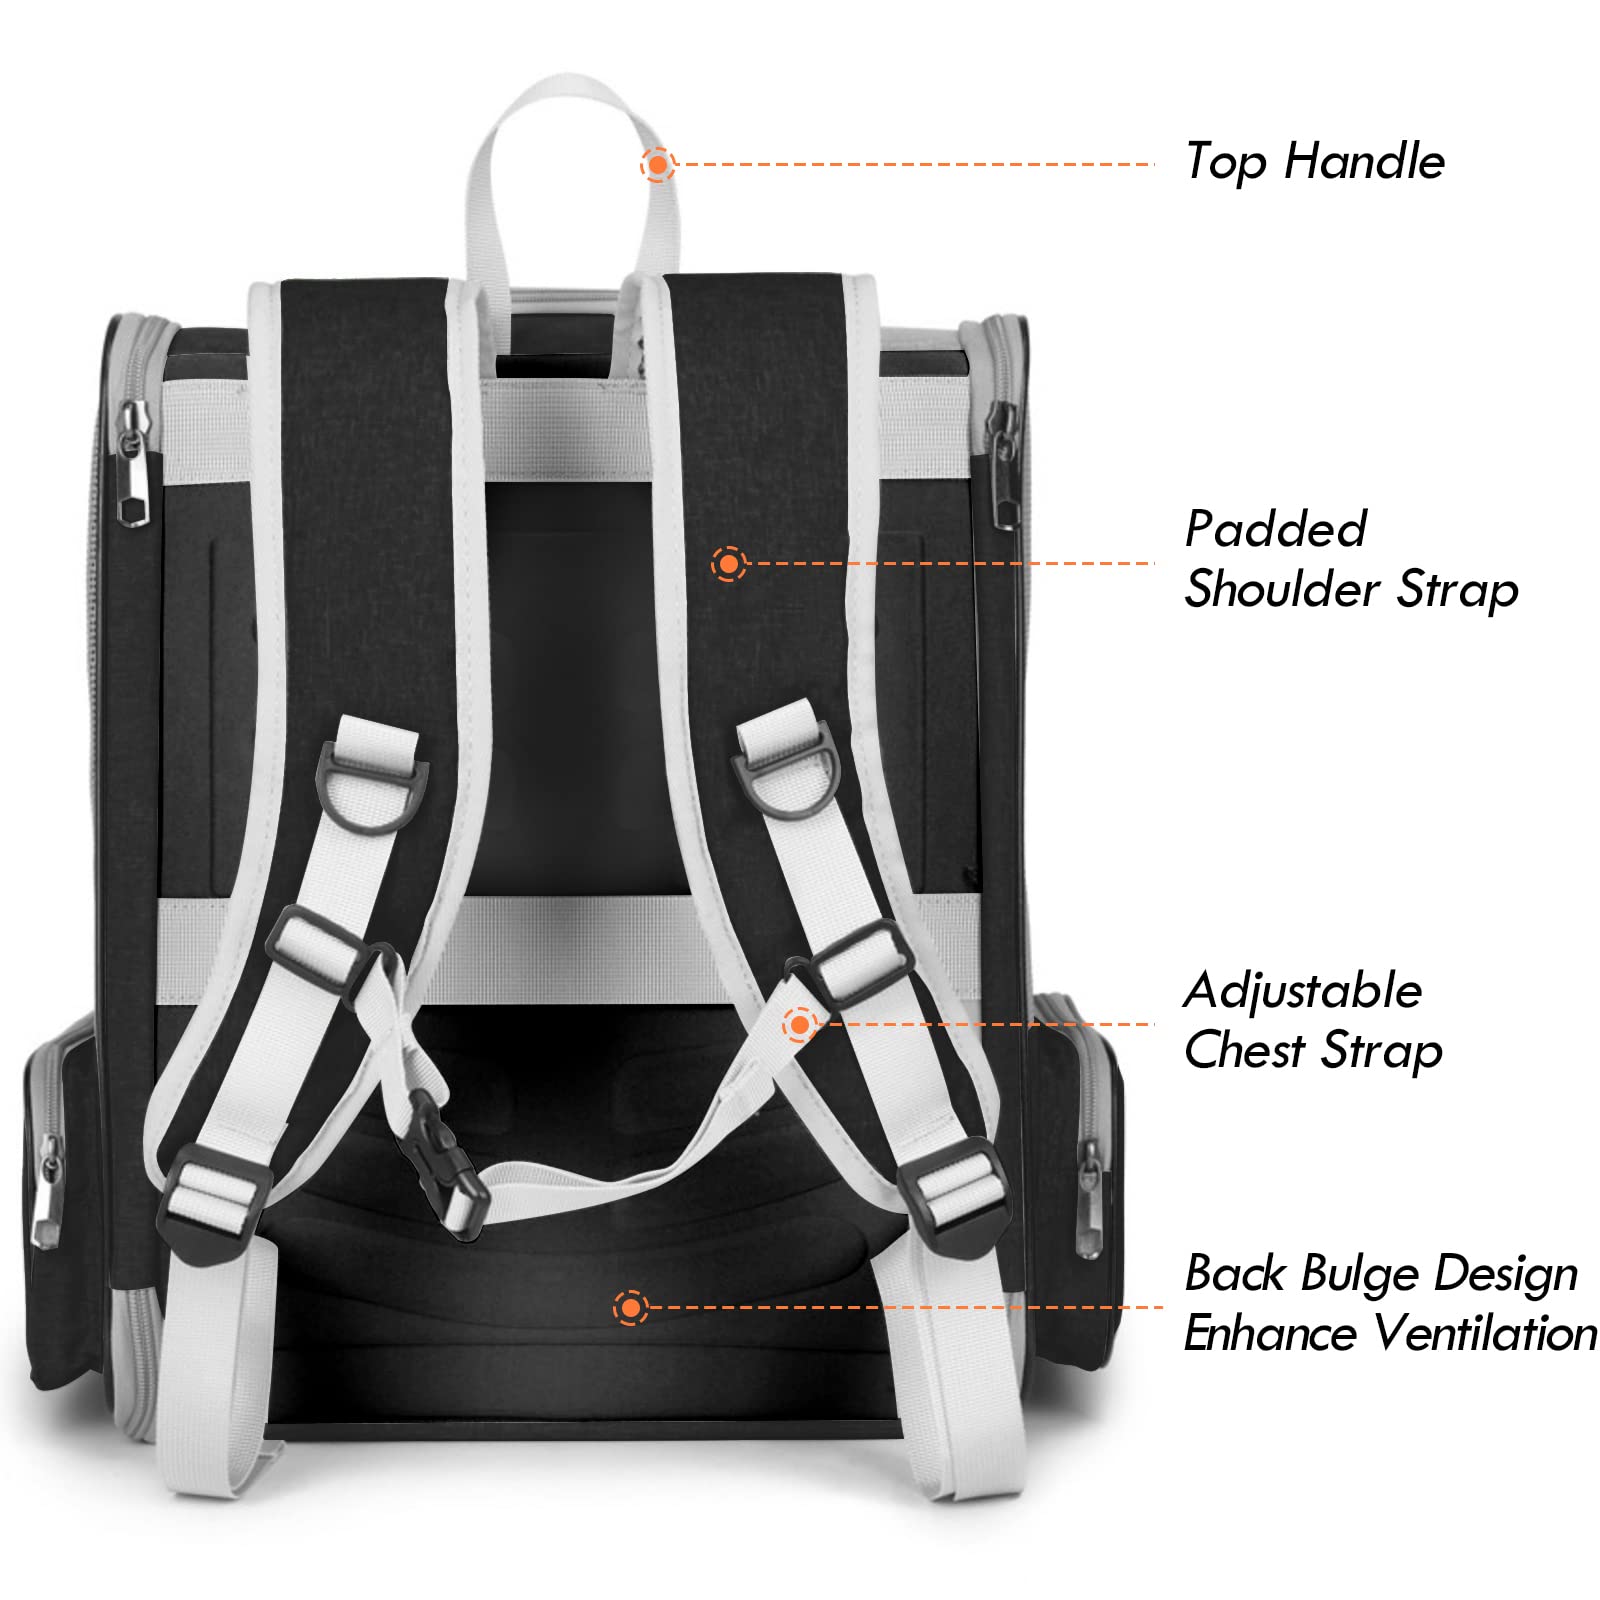 Top Handle
Padded
Shoulder Strap
Adjustable
Chest Strap
Back Bulge Design
Enhance Ventilation